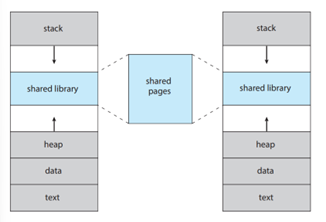 stack
shared library
heap
data
text
shared
pages
stack
shared library
heap
data
text